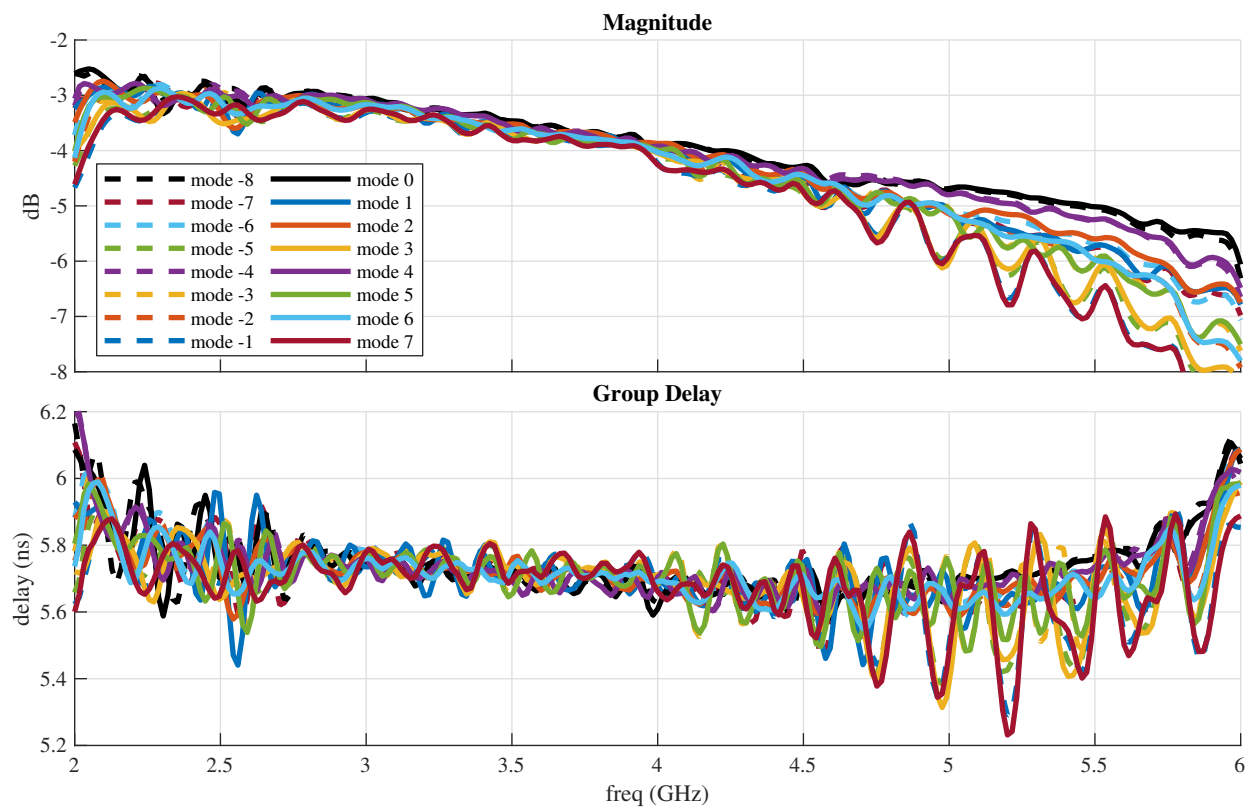 Magnitude
-2
-3
-4
-5
-6
-7
-8
dB
mode -8 mode 0
mode -7 mode 1
mode -6 mode 2
mode -5 mode 3
mode -4 mode 4
mode -3 mode 5
mode -2 mode 6
mode -1 mode 7
Group Delay
6.2
6
5.8
5.6
5.4
5.2
delay (ns)
2 2.5 3 3.5 4 4.5 5 5.5 6
freq (GHz)